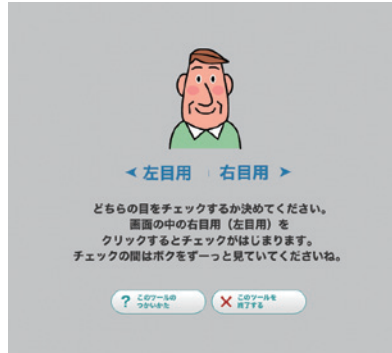 左目用 右目用
どちらの目をチェックするか決めてください。
画面の中の右目用(左目用)を
クリックするとチェックがはじまります。
チェックの間はボクをずーっと見ていてくださいね。
? このツールの
つかいかた
× このツールを
終了する